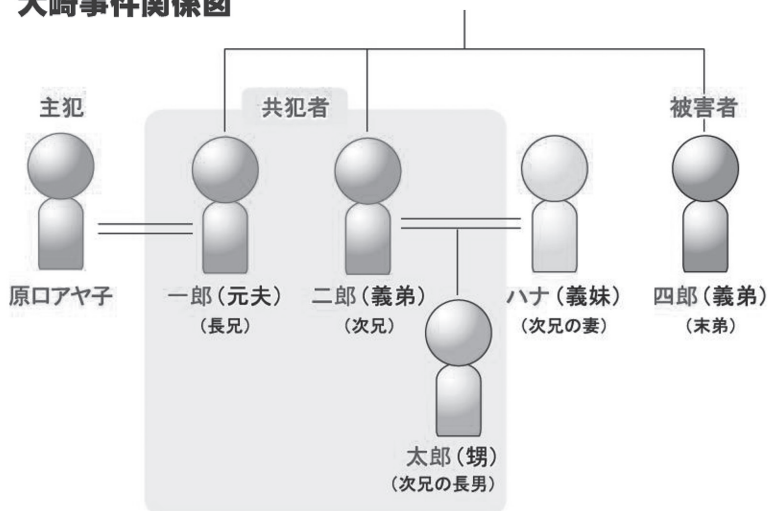 大崎事件関係図
主犯
共犯者
被害者
原口アヤ子
一郎（元夫）
（長兄）
二郎（義弟）
（次兄）
ハナ（義妹）
（次兄の妻）
四郎（義弟）
（末弟）
太郎（甥）
（次兄の長男）